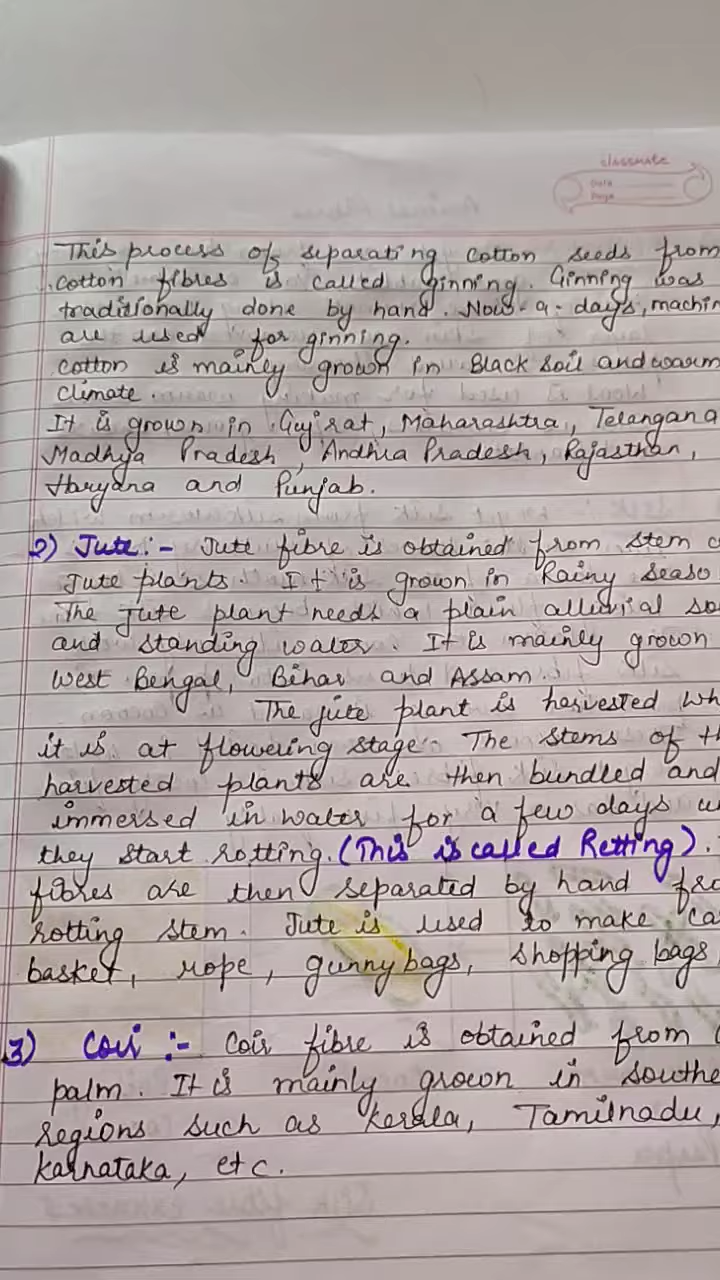 classmate
Date
Page
This process of separating cotton seeds from
cotton fibres is called ginning. Ginning was
traditionally done by hand. Now-a-days, machin
are used for ginning.
cotton is mainly grown in Black soil and warm
climate.
It is grown in Gujrat, Maharashtra, Telangana
Madhya Pradesh, Andhra Pradesh, Rajasthan,
Haryana and Punjab.
2) Jute:- Jute fibre is obtained from stem o
Jute plants. It is grown in Rainy Seaso
The Jute plant needs a plain alluvial so
and standing water. It is mainly grown
West Bengal, Bihar and Assam.
The jute plant is harvested wh
it is at flowering stage. The stems of th
harvested plants are then bundled and
immersed in water for a few days u
they start rotting. (This is called Retting).
fibres are then separated by hand fro
rotting stem. Jute is used to make ca
basket, rope, gunny bags, shopping bags
3) Coir :- Coir fibre is obtained from
palm. It is mainly grown in southe
regions such as Kerala, Tamilnadu,
Karnataka, etc.